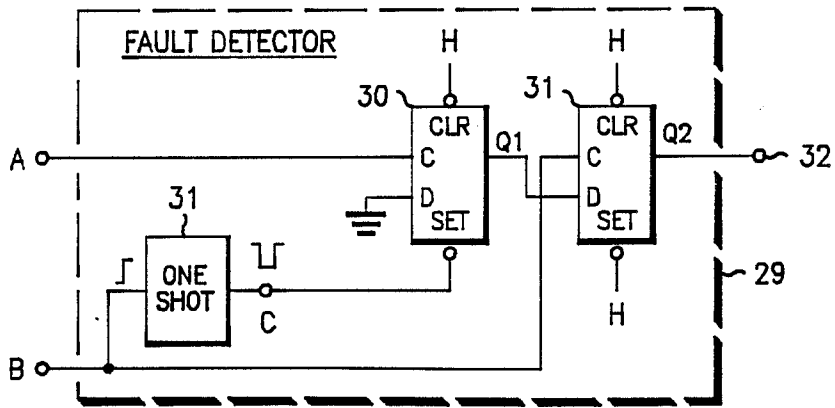 FAULT DETECTOR
H
H
30
31
CLR
CLR
A
C
Q1
C
Q2
32
D
D
31
SET
SET
ONE
SHOT
C
H
29
B